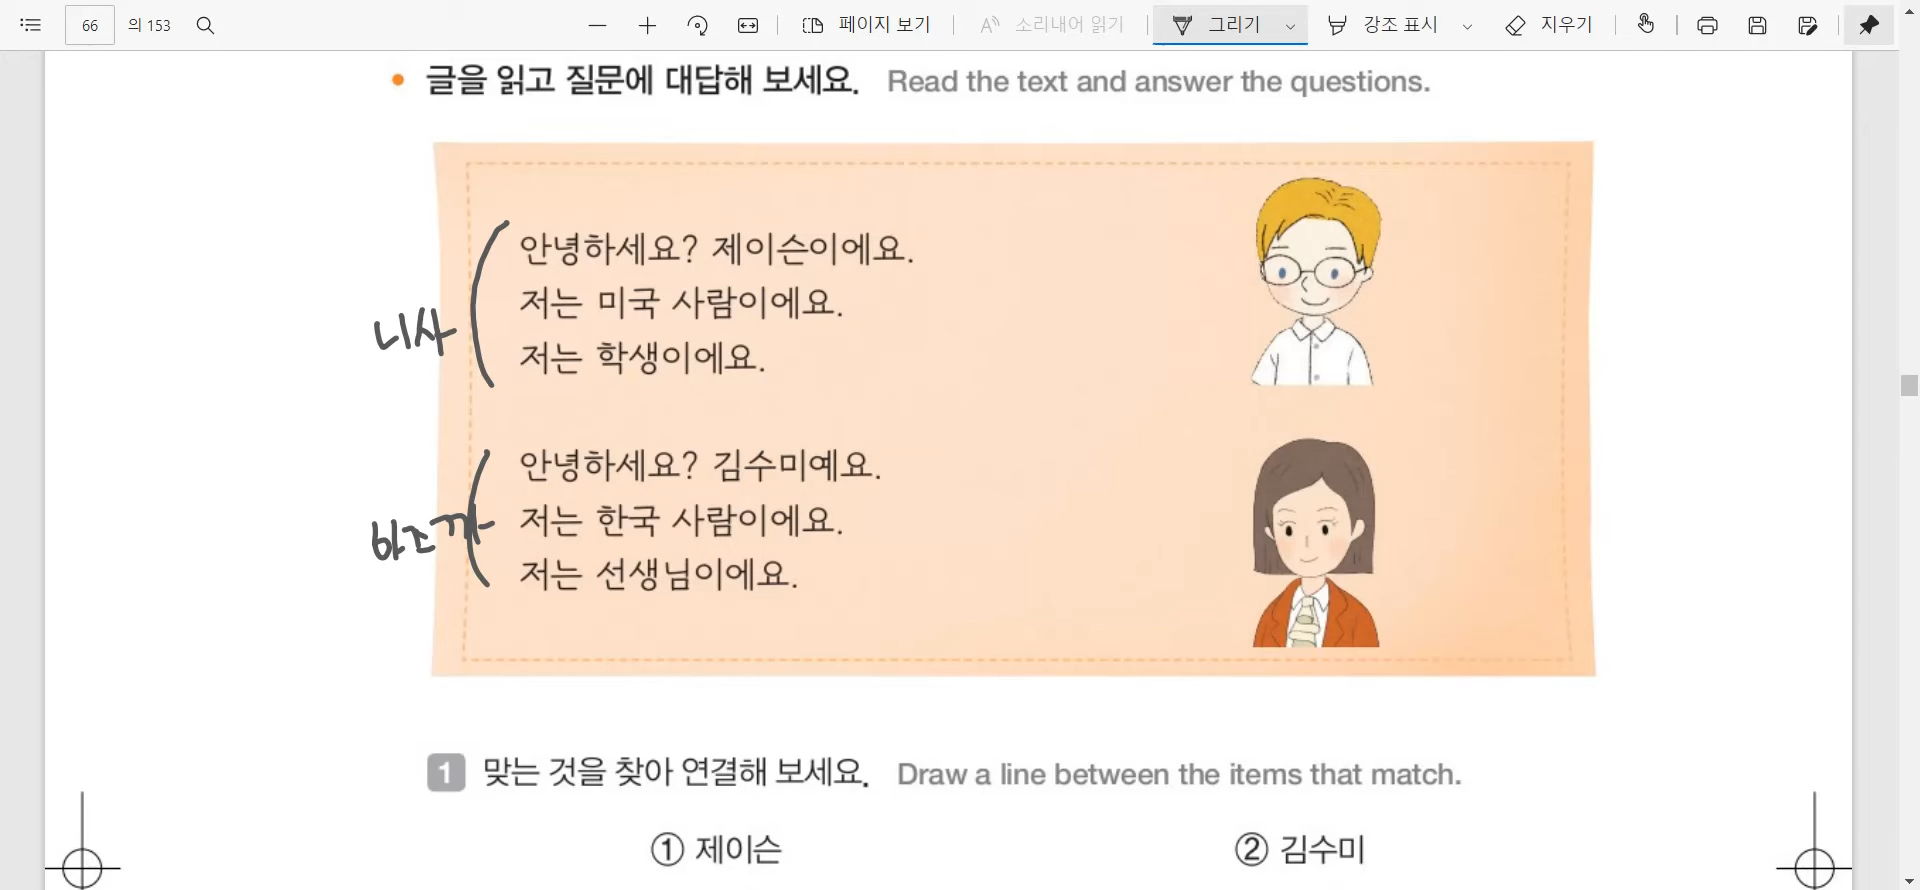 66 의 153 페이지 보기 소리내어 읽기 그리기 강조 표시 지우기
글을 읽고 질문에 대답해 보세요. Read the text and answer the questions.
안녕하세요? 제이슨이에요.
저는 미국 사람이에요.
니사
저는 학생이에요.
안녕하세요? 김수미예요.
저는 한국 사람이에요.
저는 선생님이에요.
1 맞는 것을 찾아 연결해 보세요. Draw a line between the items that match.
① 제이슨 ② 김수미